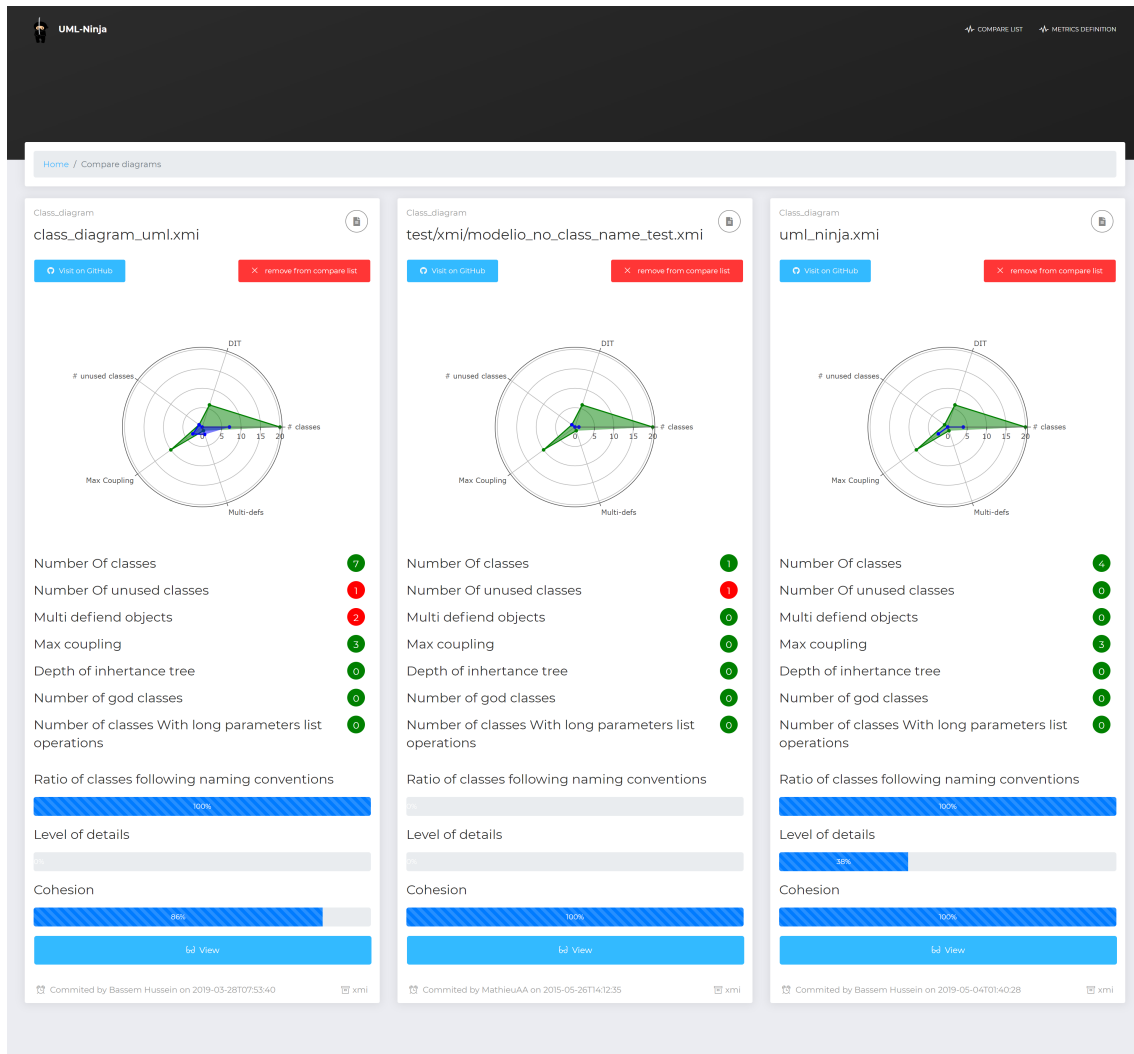 UML-Ninja
COMPARE LIST METRICS DEFINITION
Home / Compare diagrams
Class_diagram
class_diagram_uml.xmi
Visit on GitHub
remove from compare list
DIT
# unused classes
# classes
0 5 10 15 20
Max Coupling
Multi-defs
Number Of classes 7
Number Of unused classes 1
Multi defiend objects 2
Max coupling 3
Depth of inhertance tree 0
Number of god classes 0
Number of classes With long parameters list 0
operations
Ratio of classes following naming conventions
100%
Level of details
0%
Cohesion
86%
View
Commited by Bassem Hussein on 2019-03-28T07:53:40 xmi
Class_diagram
test/xmi/modelio_no_class_name_test.xmi
Visit on GitHub
remove from compare list
DIT
# unused classes
# classes
0 5 10 15 20
Max Coupling
Multi-defs
Number Of classes 1
Number Of unused classes 1
Multi defiend objects 0
Max coupling 0
Depth of inhertance tree 0
Number of god classes 0
Number of classes With long parameters list 0
operations
Ratio of classes following naming conventions
0%
Level of details
0%
Cohesion
100%
View
Commited by MathieuAA on 2015-05-26T14:12:35 xmi
Class_diagram
uml_ninja.xmi
Visit on GitHub
remove from compare list
DIT
# unused classes
# classes
0 5 10 15 20
Max Coupling
Multi-defs
Number Of classes 4
Number Of unused classes 0
Multi defiend objects 0
Max coupling 3
Depth of inhertance tree 0
Number of god classes 0
Number of classes With long parameters list 0
operations
Ratio of classes following naming conventions
100%
Level of details
38%
Cohesion
100%
View
Commited by Bassem Hussein on 2019-05-04T01:40:28 xmi